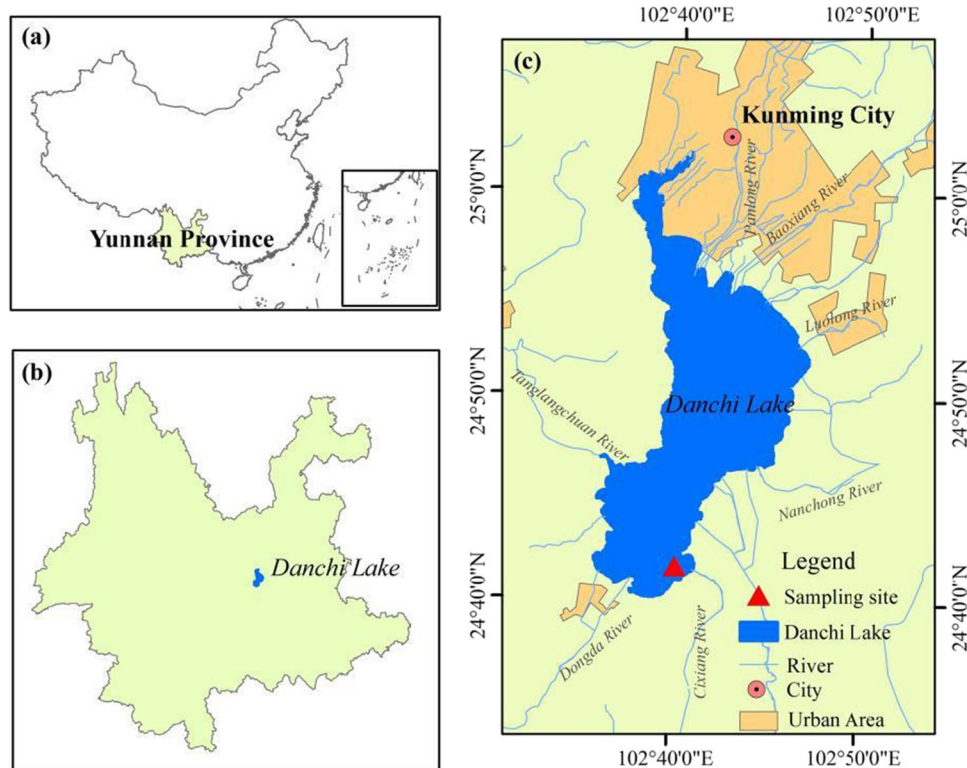 (a)
Yunnan Province
(b)
Danchi Lake
102°40'0"E
102°50'0"E
(c)
Kunming City
25°0'0"N
25°0'0"N
Panlong River
Baoxiang River
Luolong River
24°50'0"N
24°50'0"N
Danchi Lake
Tanglangchuan River
Nanchong River
24°40'0"N
24°40'0"N
Dongda River
Cixiang River
Legend
Sampling site
Danchi Lake
River
City
Urban Area
102°40'0"E
102°50'0"E